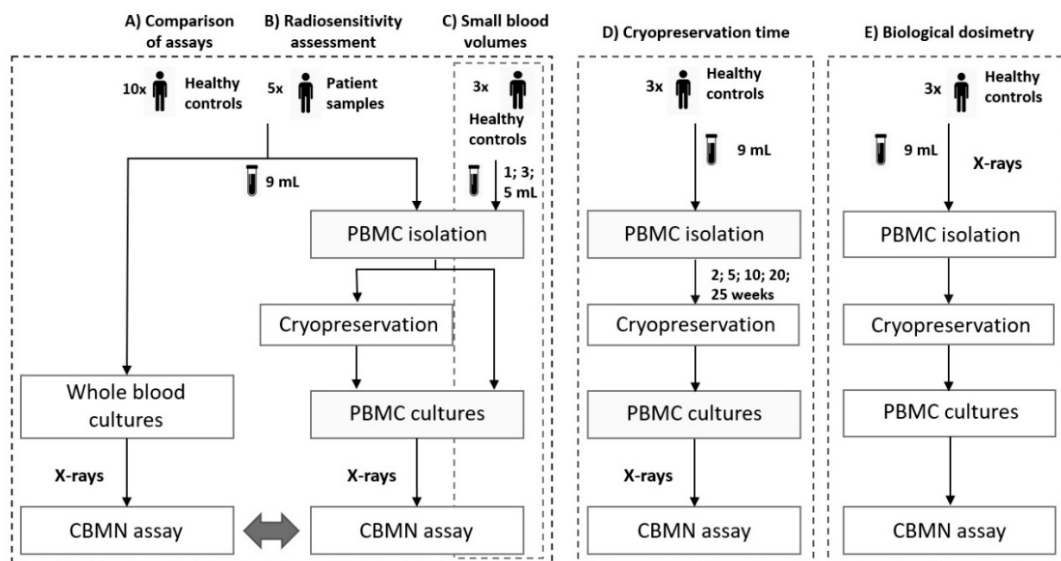 A) Comparison
of assays
B) Radiosensitivity
assessment
C) Small blood
volumes
D) Cryopreservation time
E) Biological dosimetry
10x
Healthy
controls
5x
Patient
samples
3x
Healthy
controls
3x
Healthy
controls
3x
Healthy
controls
9 mL
1; 3;
5 mL
9 mL
9 mL
X-rays
PBMC isolation
PBMC isolation
PBMC isolation
2; 5; 10; 20;
25 weeks
Cryopreservation
Cryopreservation
Cryopreservation
Whole blood
cultures
PBMC cultures
PBMC cultures
PBMC cultures
X-rays
X-rays
X-rays
CBMN assay
CBMN assay
CBMN assay
CBMN assay